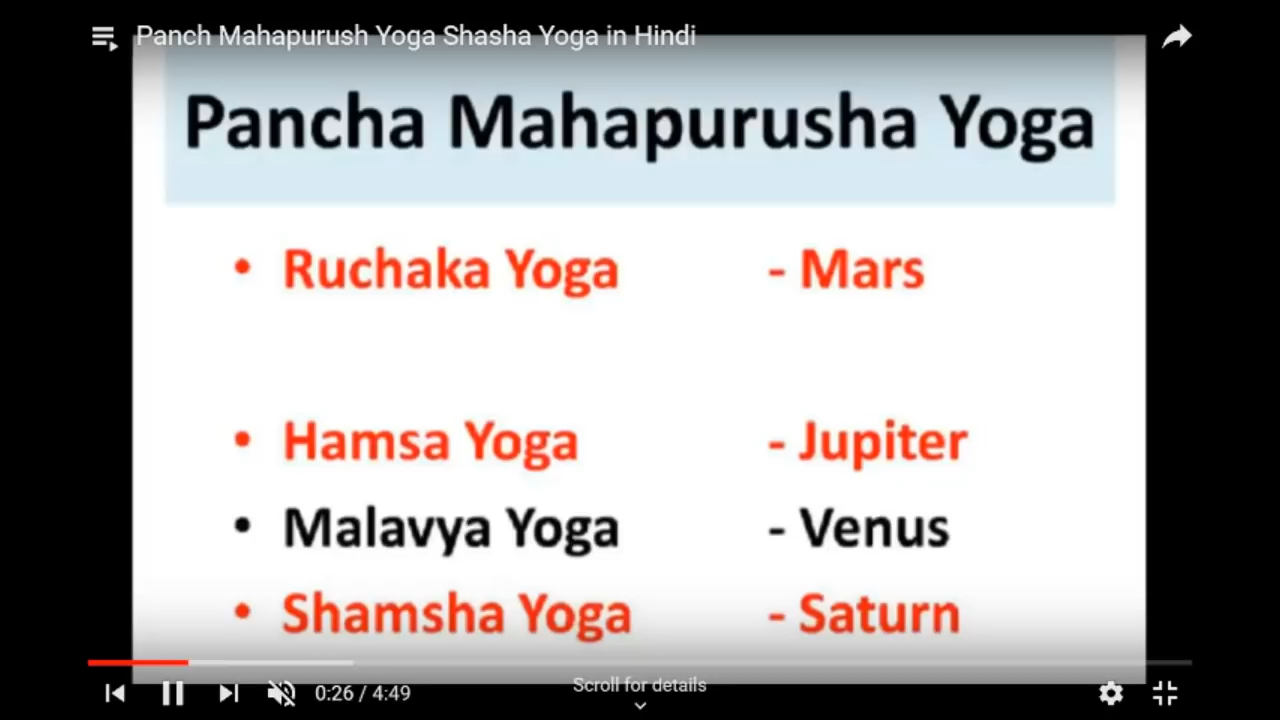 Panch Mahapurush Yoga Shasha Yoga in Hindi
Pancha Mahapurusha Yoga
• Ruchaka Yoga - Mars
• Hamsa Yoga - Jupiter
• Malavya Yoga - Venus
• Shamsha Yoga - Saturn
0:26 / 4:49
Scroll for details